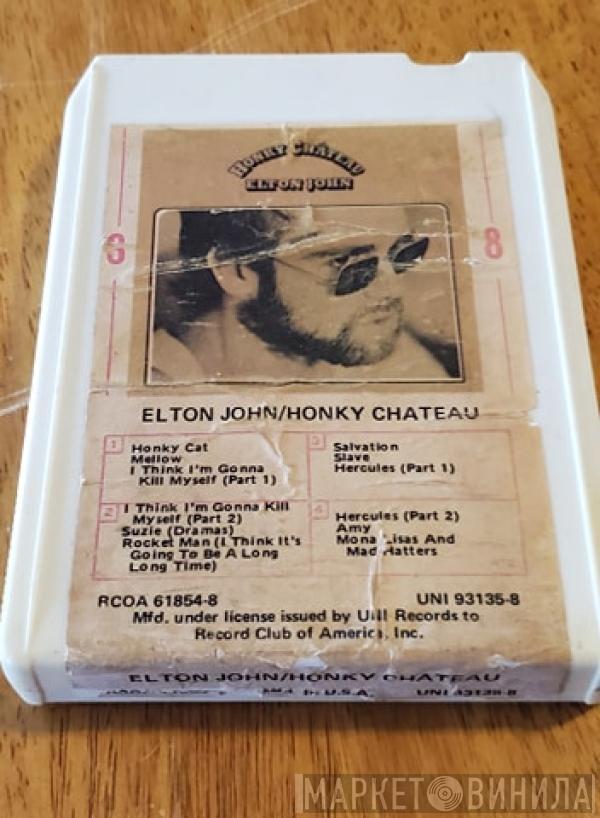 HONKY CHÂTEAU
ELTON JOHN
8 8
ELTON JOHN/HONKY CHATEAU
1 Honky Cat
Mellow
I Think I'm Gonna
Kill Myself (Part 1)
2 I Think I'm Gonna Kill
Myself (Part 2)
Suzie (Dramas)
Rocket Man (I Think It's
Going To Be A Long
Long Time)
3 Salvation
Slave
Hercules (Part 1)
4 Hercules (Part 2)
Amy
Mona Lisas And
Mad Hatters
RCOA 61854-8 UNI 93135-8
Mfd. under license issued by UNI Records to
Record Club of America, Inc.
ELTON JOHN/HONKY CHATEAU
In U.S.A. UNI 93135-8
МАРКЕТ ВИНИЛА